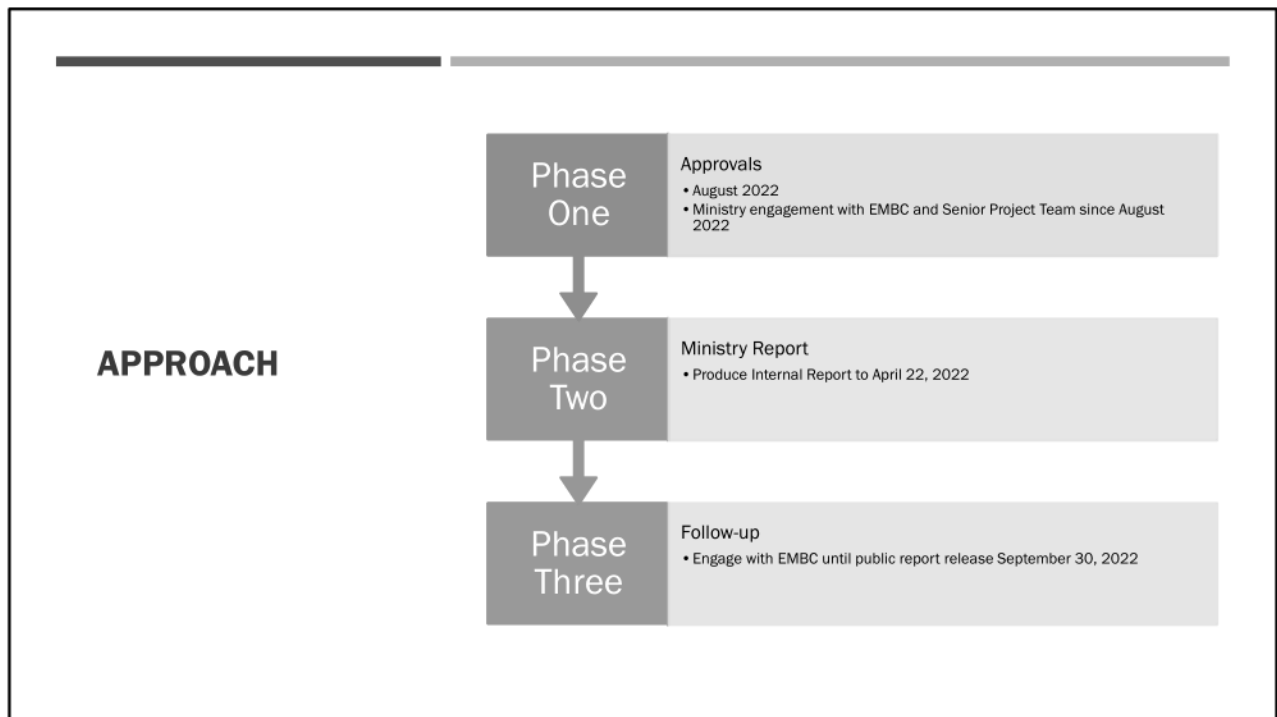 APPROACH
Phase
One
Approvals
• August 2022
• Ministry engagement with EMBC and Senior Project Team since August
2022
Phase
Two
Ministry Report
• Produce Internal Report to April 22, 2022
Phase
Three
Follow-up
• Engage with EMBC until public report release September 30, 2022